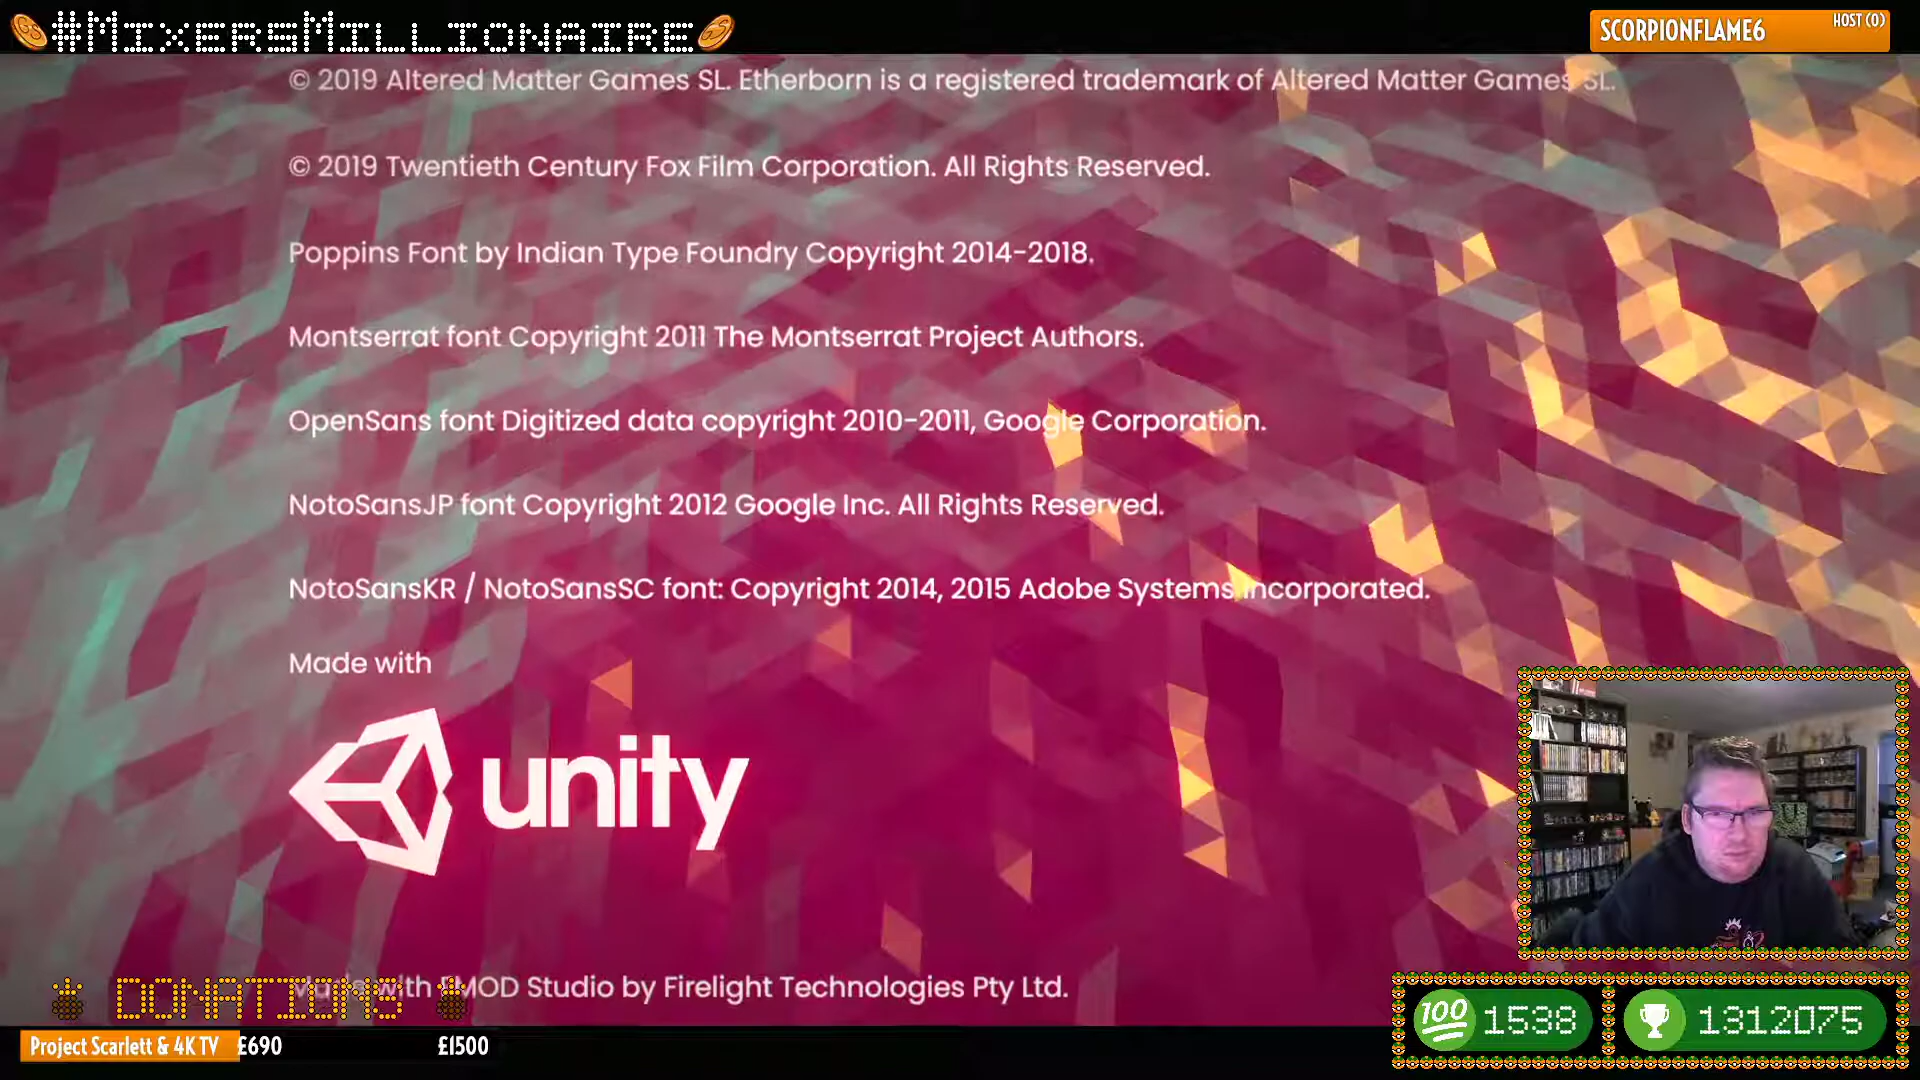 #MIXERSMILLIONAIRE
SCORPIONFLAME6
HOST (0)
© 2019 Altered Matter Games SL. Etherborn is a registered trademark of Altered Matter Games SL.
© 2019 Twentieth Century Fox Film Corporation. All Rights Reserved.
Poppins Font by Indian Type Foundry Copyright 2014-2018.
Montserrat font Copyright 2011 The Montserrat Project Authors.
OpenSans font Digitized data copyright 2010-2011, Google Corporation.
NotoSansJP font Copyright 2012 Google Inc. All Rights Reserved.
NotoSansKR / NotoSansSC font: Copyright 2014, 2015 Adobe Systems Incorporated.
Made with
unity
Made with FMOD Studio by Firelight Technologies Pty Ltd.
DONATIONS
Project Scarlett & 4K TV £690 £1500
100 1538
1312075